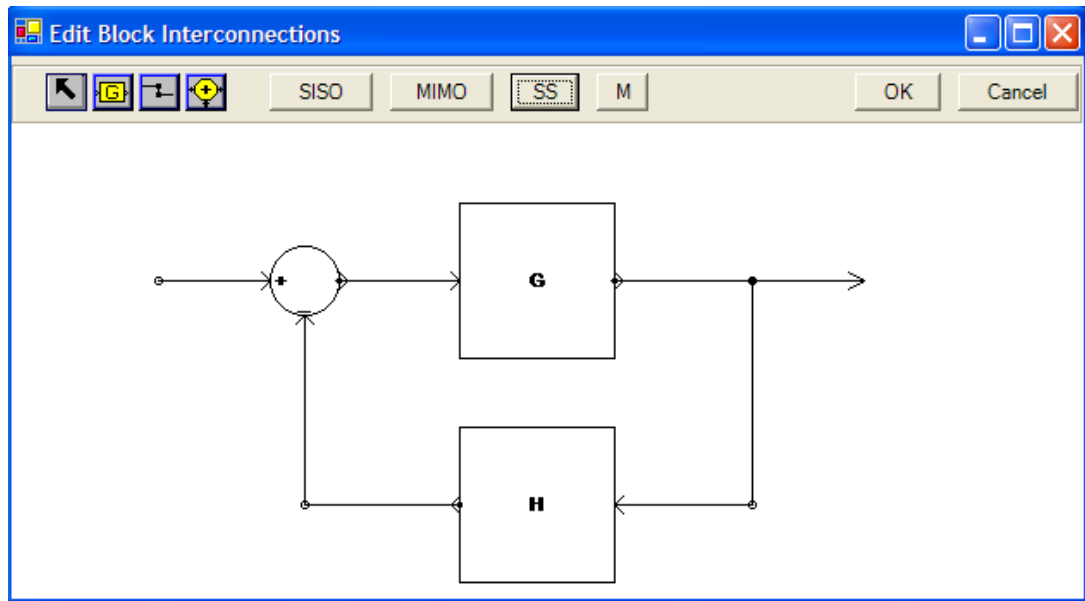 Edit Block Interconnections
G + SISO MIMO SS M OK Cancel
+ G
−
H